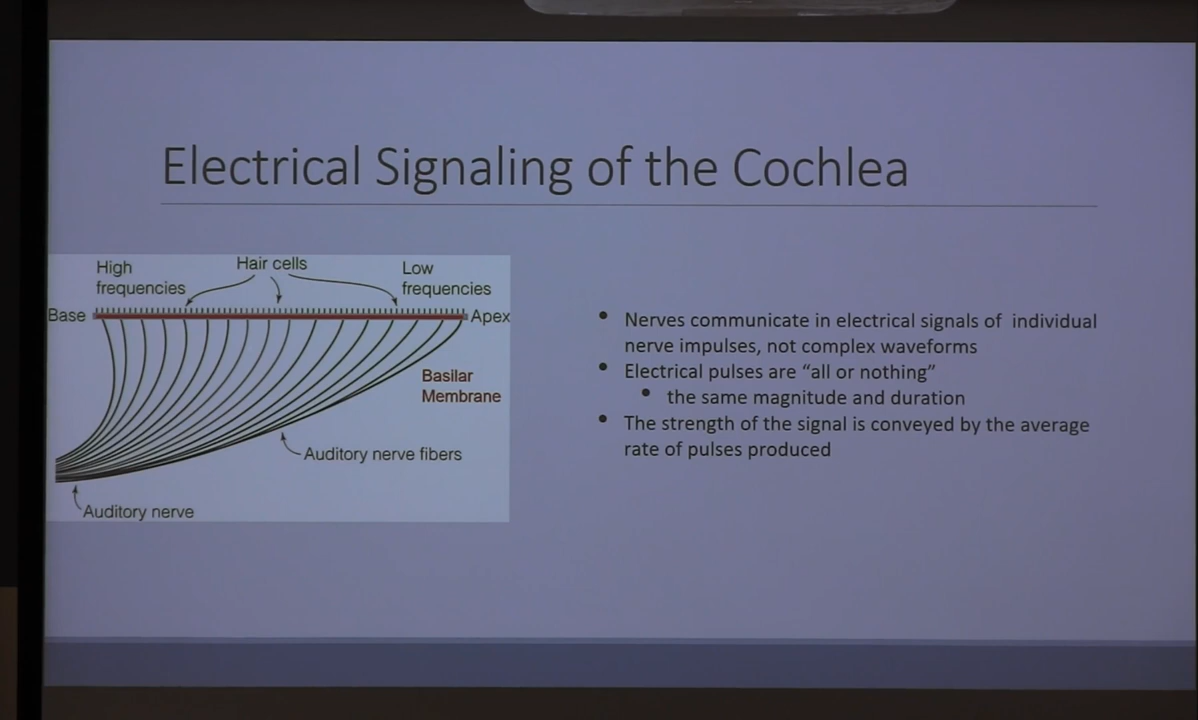 Electrical Signaling of the Cochlea
High
frequencies
Hair cells
Low
frequencies
Base
Apex
Basilar
Membrane
Auditory nerve fibers
Auditory nerve
• Nerves communicate in electrical signals of individual
nerve impulses, not complex waveforms
• Electrical pulses are “all or nothing”
• the same magnitude and duration
• The strength of the signal is conveyed by the average
rate of pulses produced